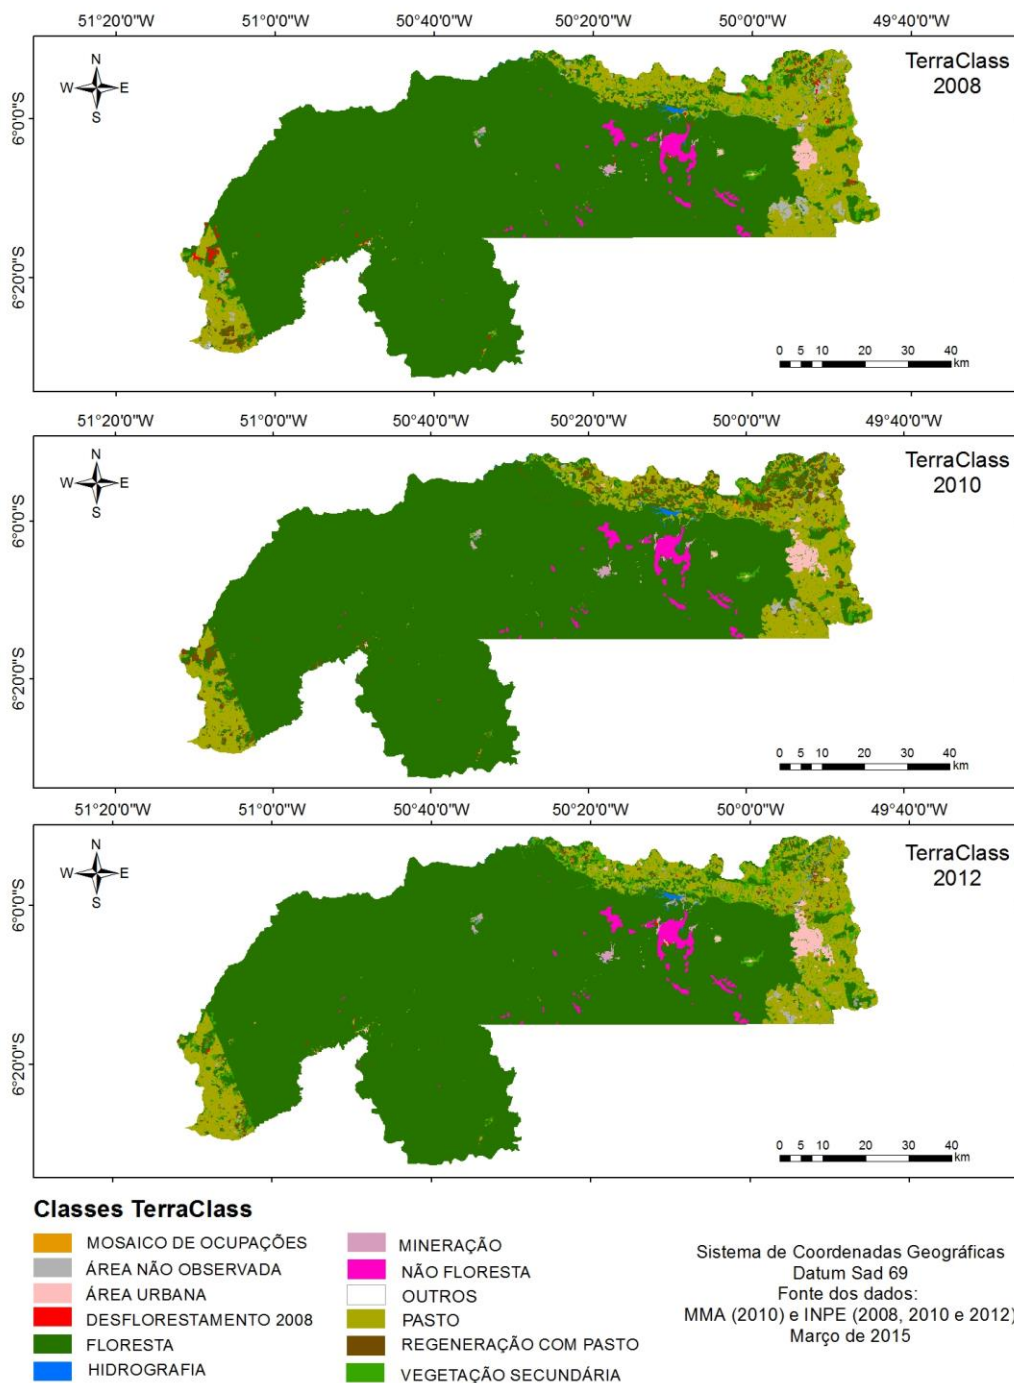 51°20'0"W 51°0'0"W 50°40'0"W 50°20'0"W 50°0'0"W 49°40'0"W
TerraClass
2008
N
W E
S
6°0'0"S
6°20'0"S
0 5 10 20 30 40
km
51°20'0"W 51°0'0"W 50°40'0"W 50°20'0"W 50°0'0"W 49°40'0"W
TerraClass
2010
N
W E
S
6°0'0"S
6°20'0"S
0 5 10 20 30 40
km
51°20'0"W 51°0'0"W 50°40'0"W 50°20'0"W 50°0'0"W 49°40'0"W
TerraClass
2012
N
W E
S
6°0'0"S
6°20'0"S
0 5 10 20 30 40
km
Classes TerraClass
MOSAICO DE OCUPAÇÕES
ÁREA NÃO OBSERVADA
ÁREA URBANA
DESFLORESTAMENTO 2008
FLORESTA
HIDROGRAFIA
MINERAÇÃO
NÃO FLORESTA
OUTROS
PASTO
REGENERAÇÃO COM PASTO
VEGETAÇÃO SECUNDÁRIA
Sistema de Coordenadas Geográficas
Datum Sad 69
Fonte dos dados:
MMA (2010) e INPE (2008, 2010 e 2012)
Março de 2015